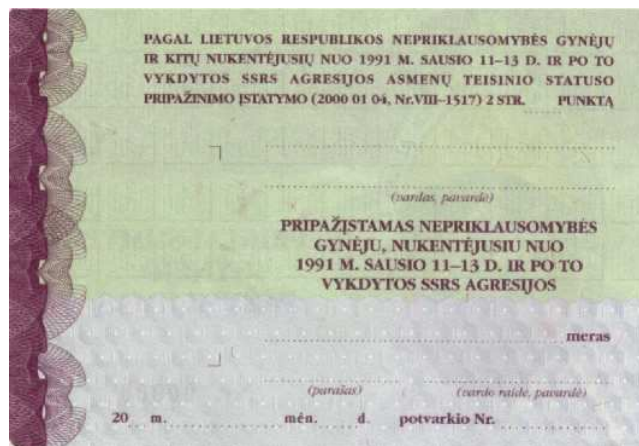 PAGAL LIETUVOS RESPUBLIKOS NEPRIKLAUSOMYBĖS GYNĖJŲ
IR KITŲ NUKENTĖJUSIŲ NUO 1991 M. SAUSIO 11–13 D. IR PO TO
VYKDYTOS SSRS AGRESIJOS ASMENŲ TEISINIO STATUSO
PRIPAŽINIMO ĮSTATYMO (2000 01 04, Nr.VIII–1517) 2 STR. PUNKTĄ
(vardas, pavardė)
PRIPAŽĮSTAMAS NEPRIKLAUSOMYBĖS
GYNĖJU, NUKENTĖJUSIU NUO
1991 M. SAUSIO 11–13 D. IR PO TO
VYKDYTOS SSRS AGRESIJOS
meras
(parašas) (vardo raidė, pavardė)
20 m. mėn. d. potvarkio Nr.